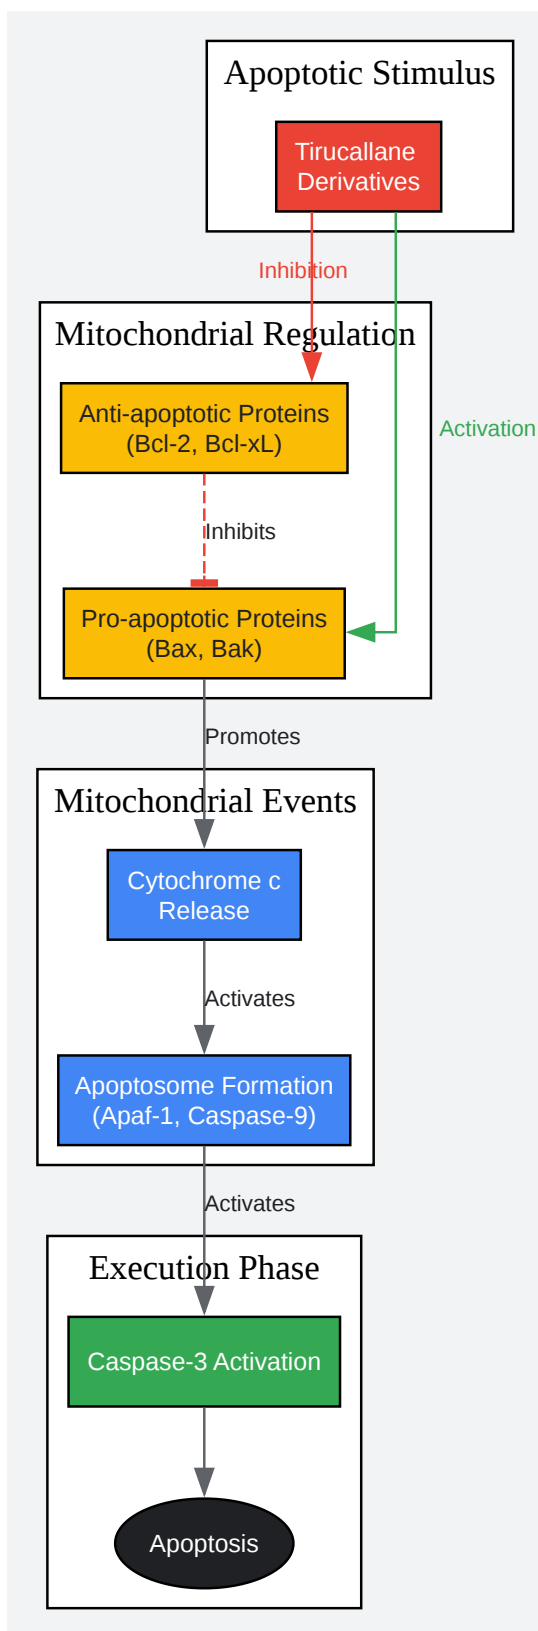 Apoptotic Stimulus
Tirucallane
Derivatives
Inhibition
Mitochondrial Regulation
Anti-apoptotic Proteins
(Bcl-2, Bcl-xL)
Activation
Inhibits
Pro-apoptotic Proteins
(Bax, Bak)
Promotes
Mitochondrial Events
Cytochrome c
Release
Activates
Apoptosome Formation
(Apaf-1, Caspase-9)
Activates
Execution Phase
Caspase-3 Activation
Apoptosis